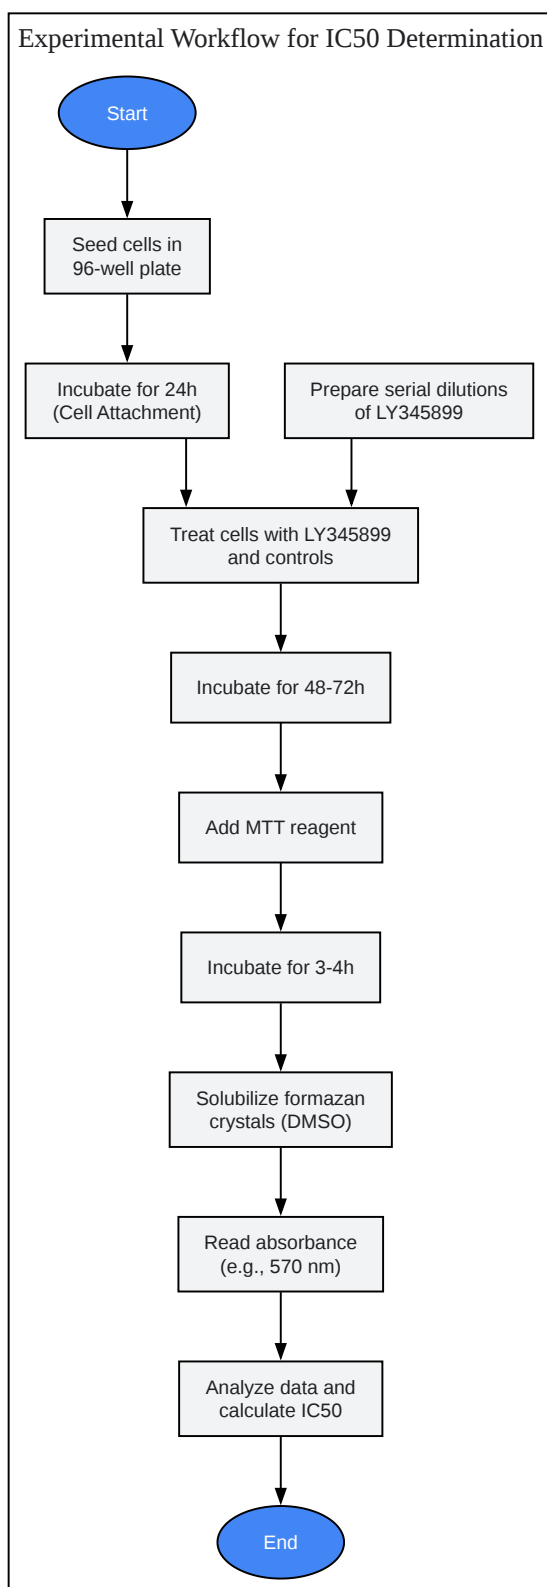 Experimental Workflow for IC50 Determination
Start
Seed cells in
96-well plate
Incubate for 24h
(Cell Attachment)
Prepare serial dilutions
of LY345899
Treat cells with LY345899
and controls
Incubate for 48-72h
Add MTT reagent
Incubate for 3-4h
Solubilize formazan
crystals (DMSO)
Read absorbance
(e.g., 570 nm)
Analyze data and
calculate IC50
End